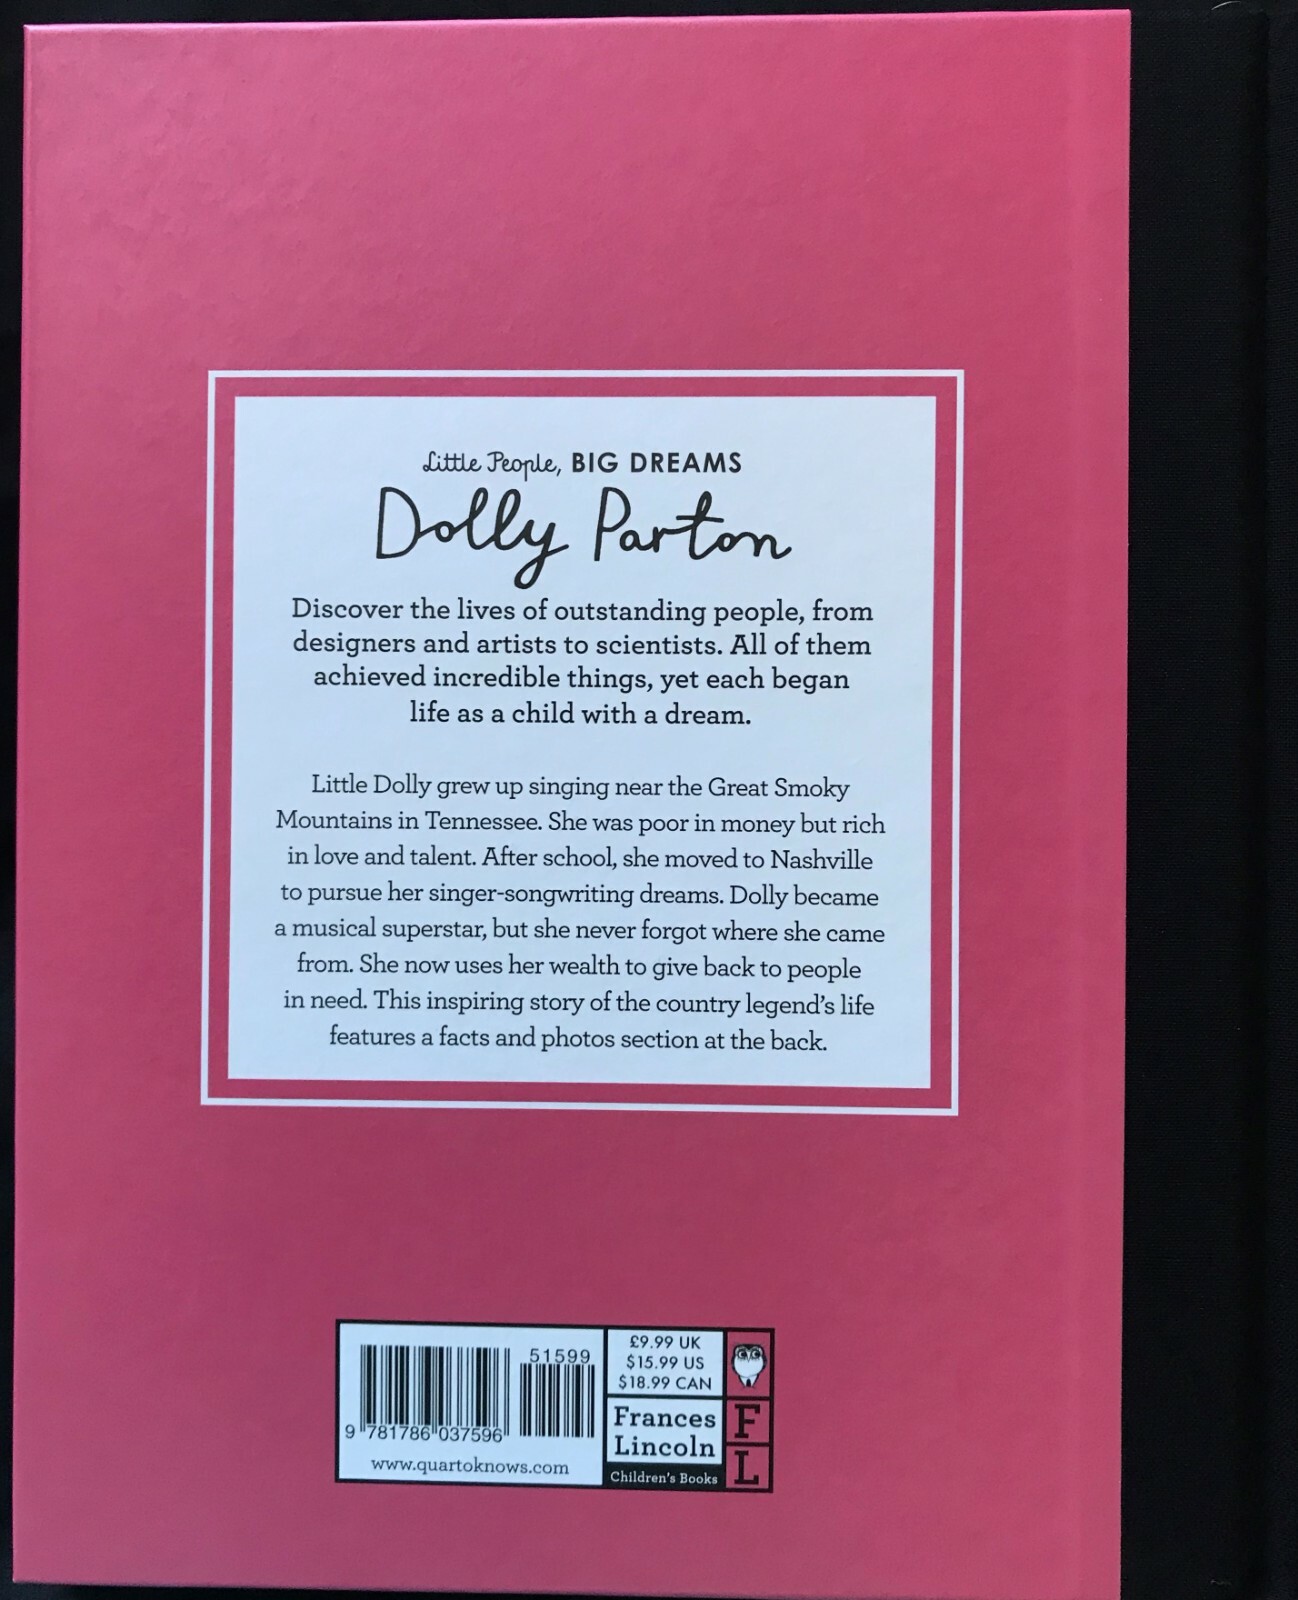 Little People, BIG DREAMS
Dolly Parton
Discover the lives of outstanding people, from
designers and artists to scientists. All of them
achieved incredible things, yet each began
life as a child with a dream.
Little Dolly grew up singing near the Great Smoky
Mountains in Tennessee. She was poor in money but rich
in love and talent. After school, she moved to Nashville
to pursue her singer-songwriting dreams. Dolly became
a musical superstar, but she never forgot where she came
from. She now uses her wealth to give back to people
in need. This inspiring story of the country legend's life
features a facts and photos section at the back.
51599
9 781786 037596
www.quartoknows.com
£9.99 UK
$15.99 US
$18.99 CAN
Frances
Lincoln
Children's Books
F
L